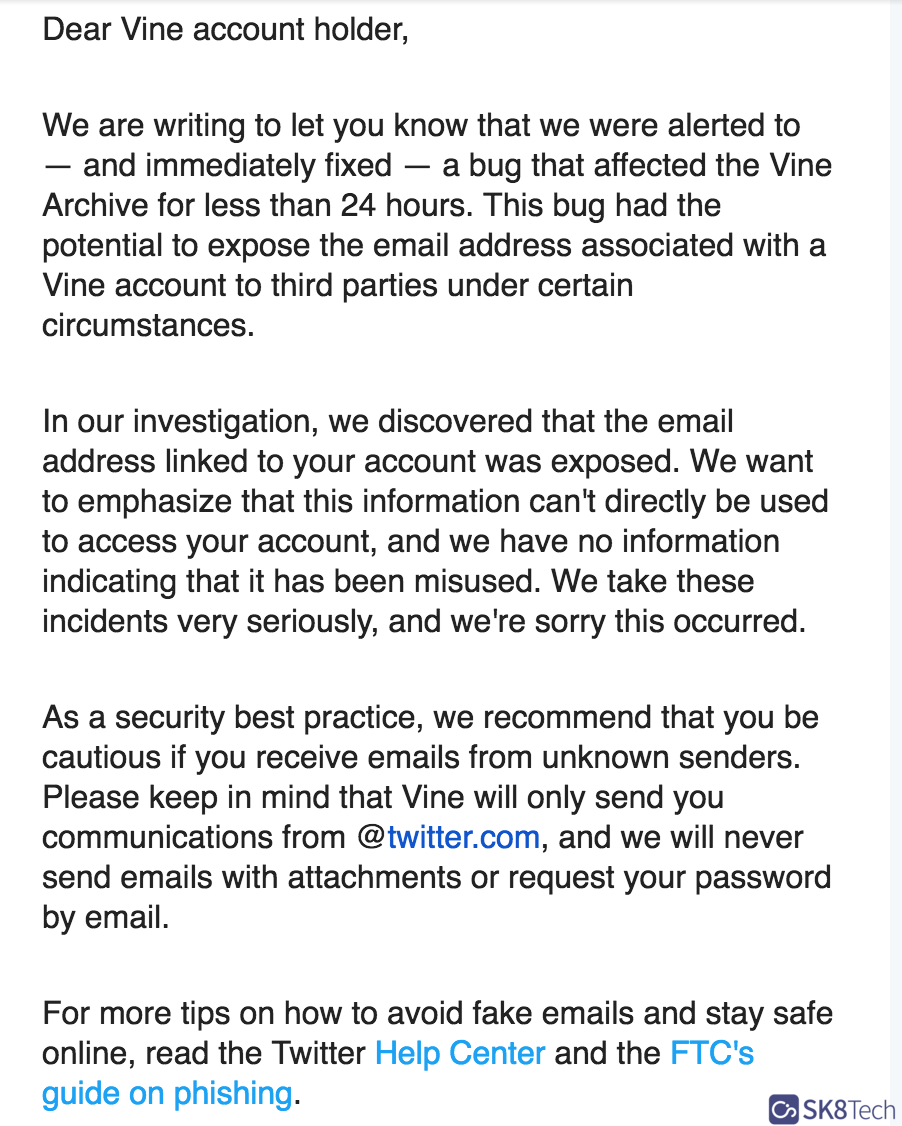 Dear Vine account holder,
We are writing to let you know that we were alerted to
— and immediately fixed — a bug that affected the Vine
Archive for less than 24 hours. This bug had the
potential to expose the email address associated with a
Vine account to third parties under certain
circumstances.
In our investigation, we discovered that the email
address linked to your account was exposed. We want
to emphasize that this information can't directly be used
to access your account, and we have no information
indicating that it has been misused. We take these
incidents very seriously, and we're sorry this occurred.
As a security best practice, we recommend that you be
cautious if you receive emails from unknown senders.
Please keep in mind that Vine will only send you
communications from @twitter.com, and we will never
send emails with attachments or request your password
by email.
For more tips on how to avoid fake emails and stay safe
online, read the Twitter Help Center and the FTC's
guide on phishing.
SK8Tech